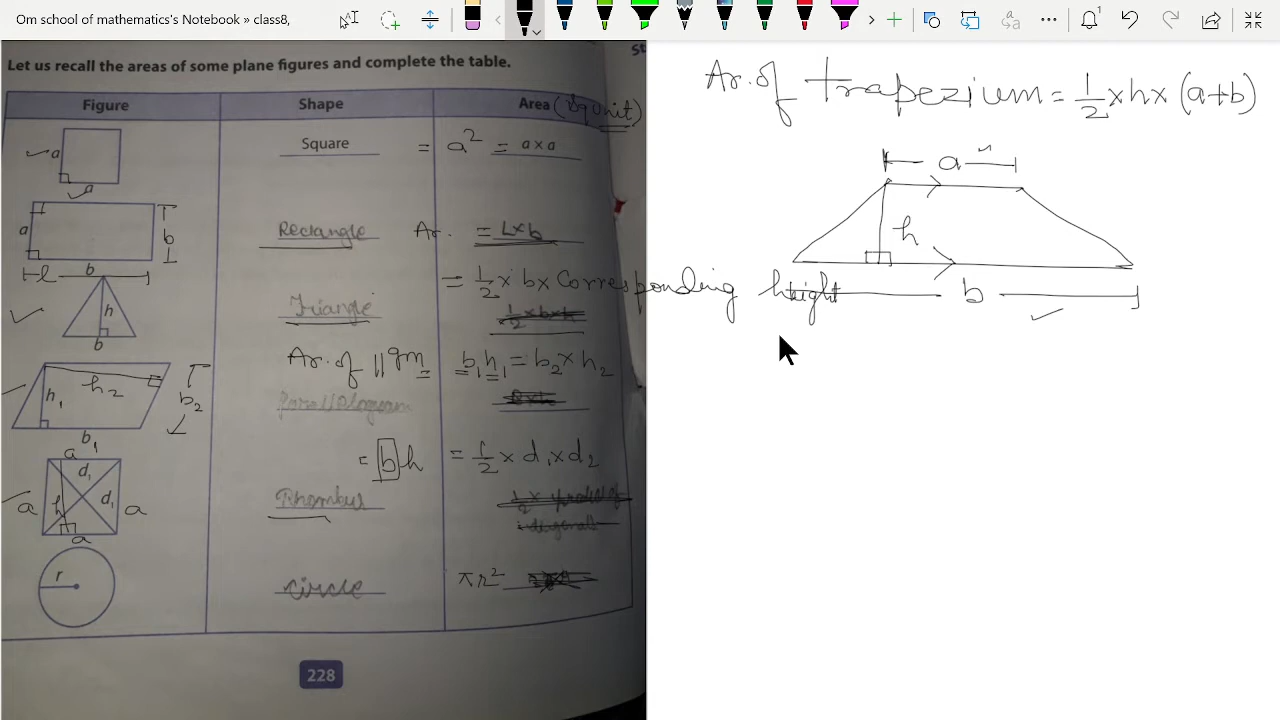 Om school of mathematics's Notebook » class8,
St
Let us recall the areas of some plane figures and complete the table.
Figure Shape Area (Sq unit)
a
a
Square = a² = a x a
a
b
l
Rectangle Ar. = L×b
b
h
b
= 1/2 × b× Corresponding height
Triangle 1/2 × b × h
h₁ h₂
b₂
b₁
Ar. of ||gm b₁h₁ = b₂ × h₂
= b h
a
d₁
d₁
h
a a
a
= 1/2 × d₁ × d₂
Rhombus
r
Circle πr²
228
Ar. of trapezium = 1/2 × h × (a+b)
a
h
b